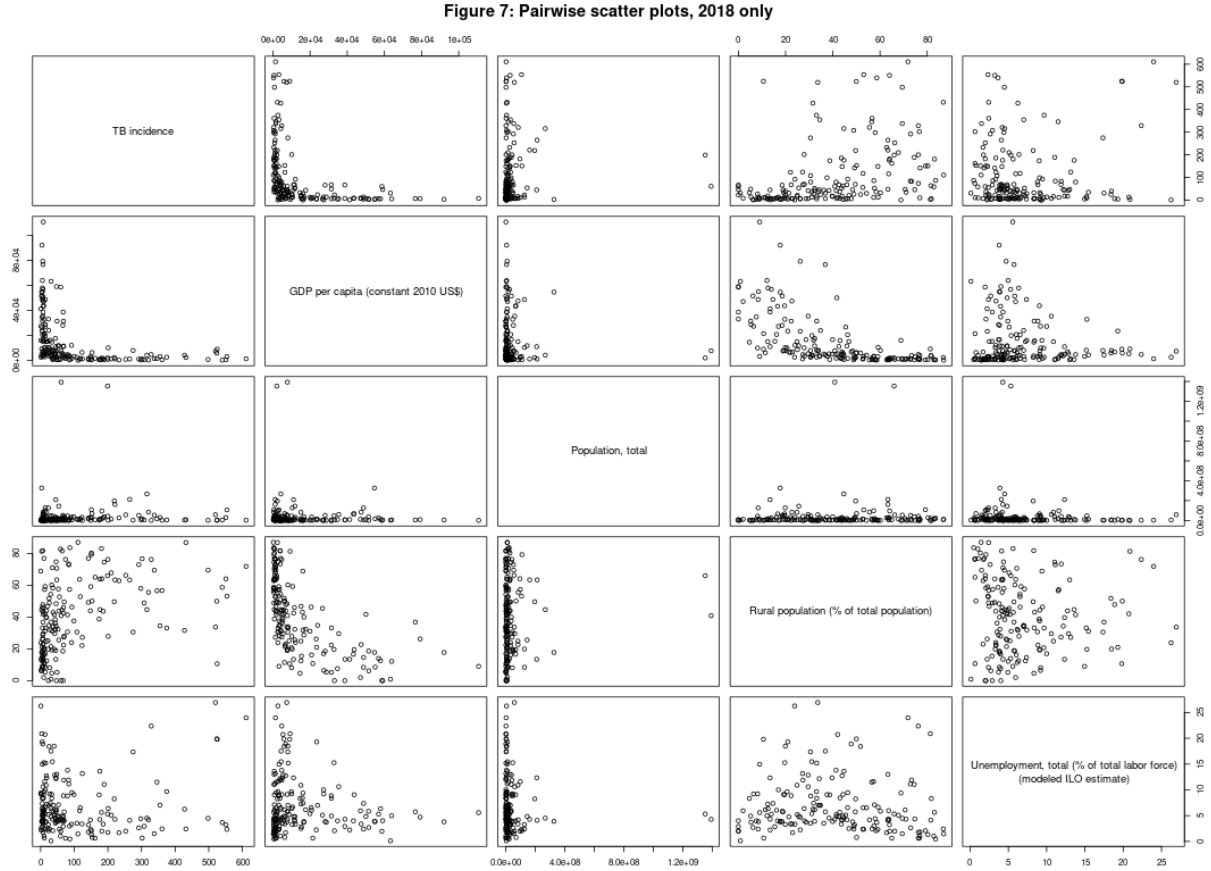 Figure 7: Pairwise scatter plots, 2018 only
0e+00 2e+04 4e+04 6e+04 8e+04 1e+05
0 20 40 60 80
TB incidence
0 100 200 300 400 500 600
0e+00 4e+04 8e+04
GDP per capita (constant 2010 US$)
Population, total
0.0e+00 4.0e+08 8.0e+08 1.2e+09
0 20 40 60 80
Rural population (% of total population)
Unemployment, total (% of total labor force)
(modeled ILO estimate)
0 5 10 15 20 25
0 100 200 300 400 500 600
0.0e+00 4.0e+08 1.2e+09
0 5 10 15 20 25